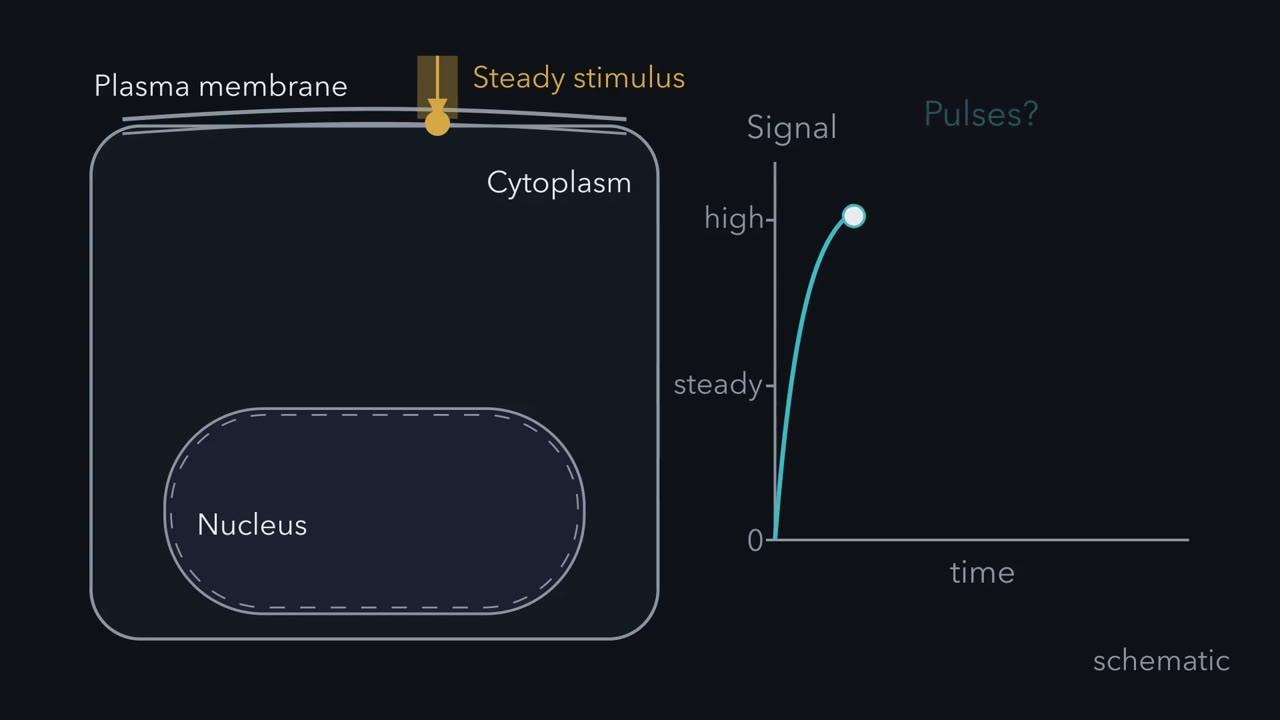 Plasma membrane
Steady stimulus
Cytoplasm
Nucleus
Pulses?
Signal
high
steady
0
time
schematic